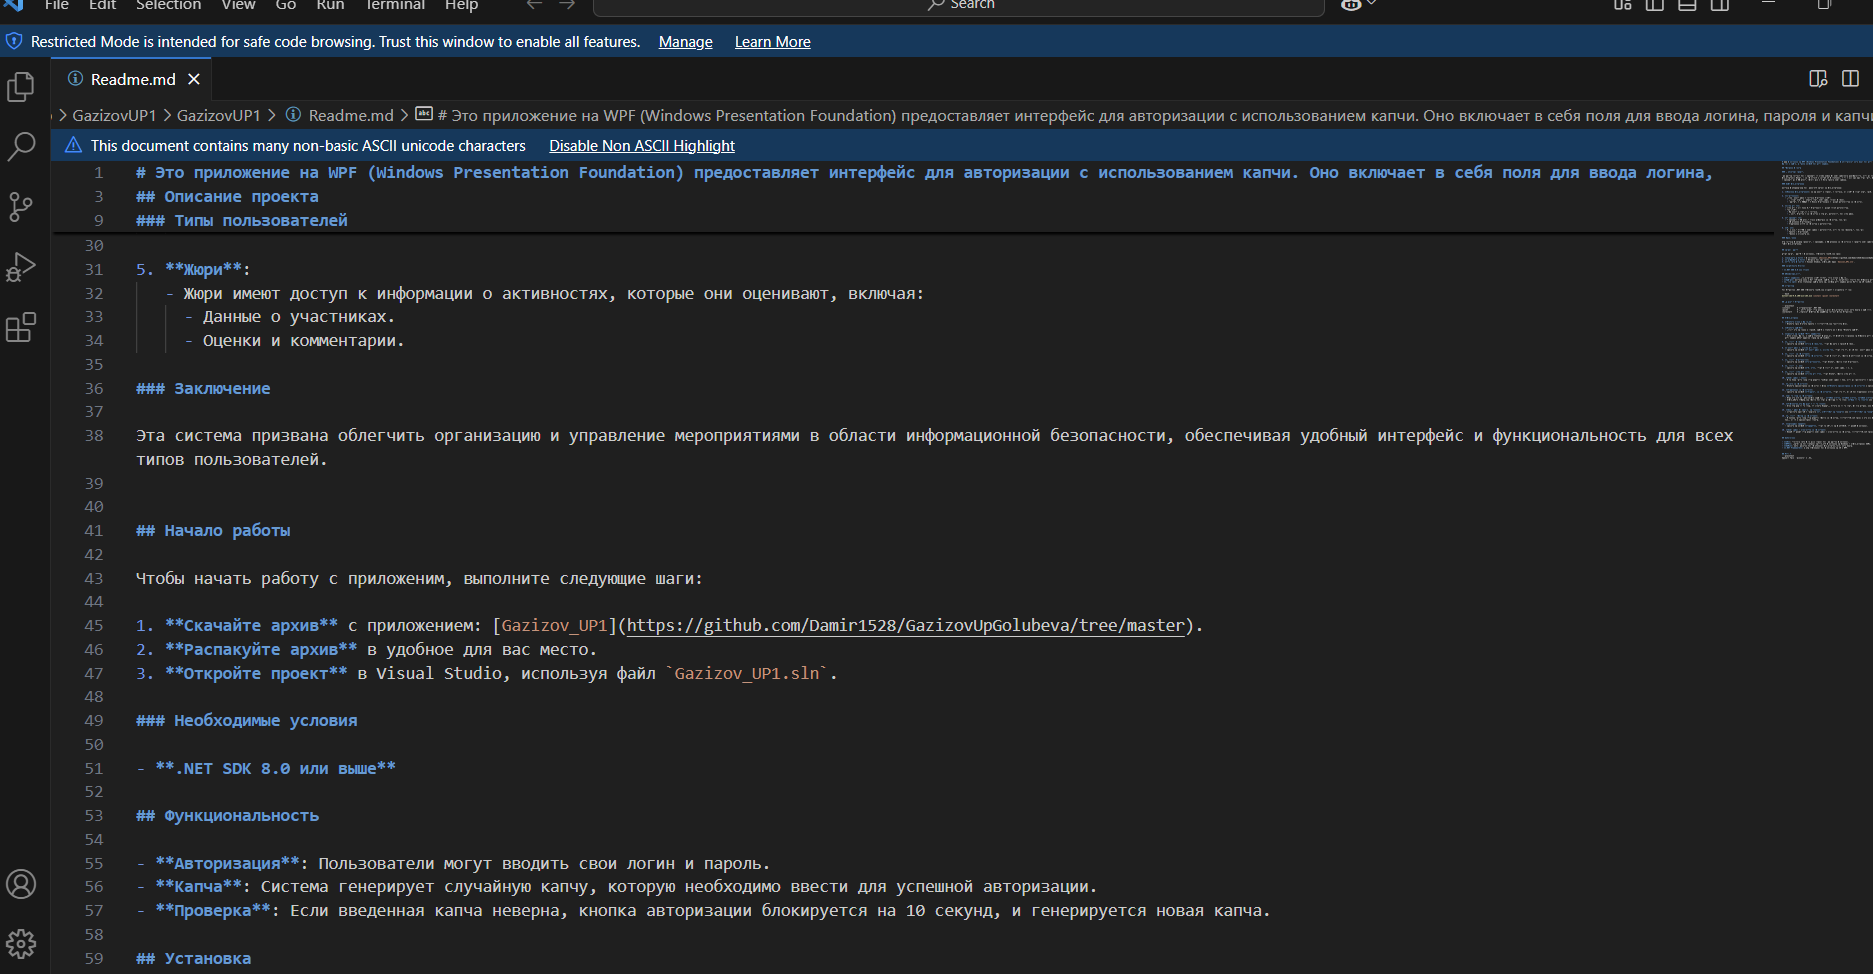 File Edit Selection View Go Run Terminal Help Search
Restricted Mode is intended for safe code browsing. Trust this window to enable all features. Manage Learn More
Readme.md
GazizovUP1 > GazizovUP1 > Readme.md > # Это приложение на WPF (Windows Presentation Foundation) предоставляет интерфейс для авторизации с использованием капчи. Оно включает в себя поля для ввода логина, пароля и капчи
This document contains many non-basic ASCII unicode characters Disable Non ASCII Highlight
1 # Это приложение на WPF (Windows Presentation Foundation) предоставляет интерфейс для авторизации с использованием капчи. Оно включает в себя поля для ввода логина,
3 ## Описание проекта
9 ### Типы пользователей
30
31 5. **Жюри**:
32 - Жюри имеют доступ к информации о активностях, которые они оценивают, включая:
33 - Данные о участниках.
34 - Оценки и комментарии.
35
36 ### Заключение
37
38 Эта система призвана облегчить организацию и управление мероприятиями в области информационной безопасности, обеспечивая удобный интерфейс и функциональность для всех
типов пользователей.
39
40
41 ## Начало работы
42
43 Чтобы начать работу с приложеним, выполните следующие шаги:
44
45 1. **Скачайте архив** с приложением: [Gazizov_UP1](https://github.com/Damir1528/GazizovUpGolubeva/tree/master).
46 2. **Распакуйте архив** в удобное для вас место.
47 3. **Откройте проект** в Visual Studio, используя файл `Gazizov_UP1.sln`.
48
49 ### Необходимые условия
50
51 - **.NET SDK 8.0 или выше**
52
53 ## Функциональность
54
55 - **Авторизация**: Пользователи могут вводить свои логин и пароль.
56 - **Капча**: Система генерирует случайную капчу, которую необходимо ввести для успешной авторизации.
57 - **Проверка**: Если введенная капча неверна, кнопка авторизации блокируется на 10 секунд, и генерируется новая капча.
58
59 ## Установка